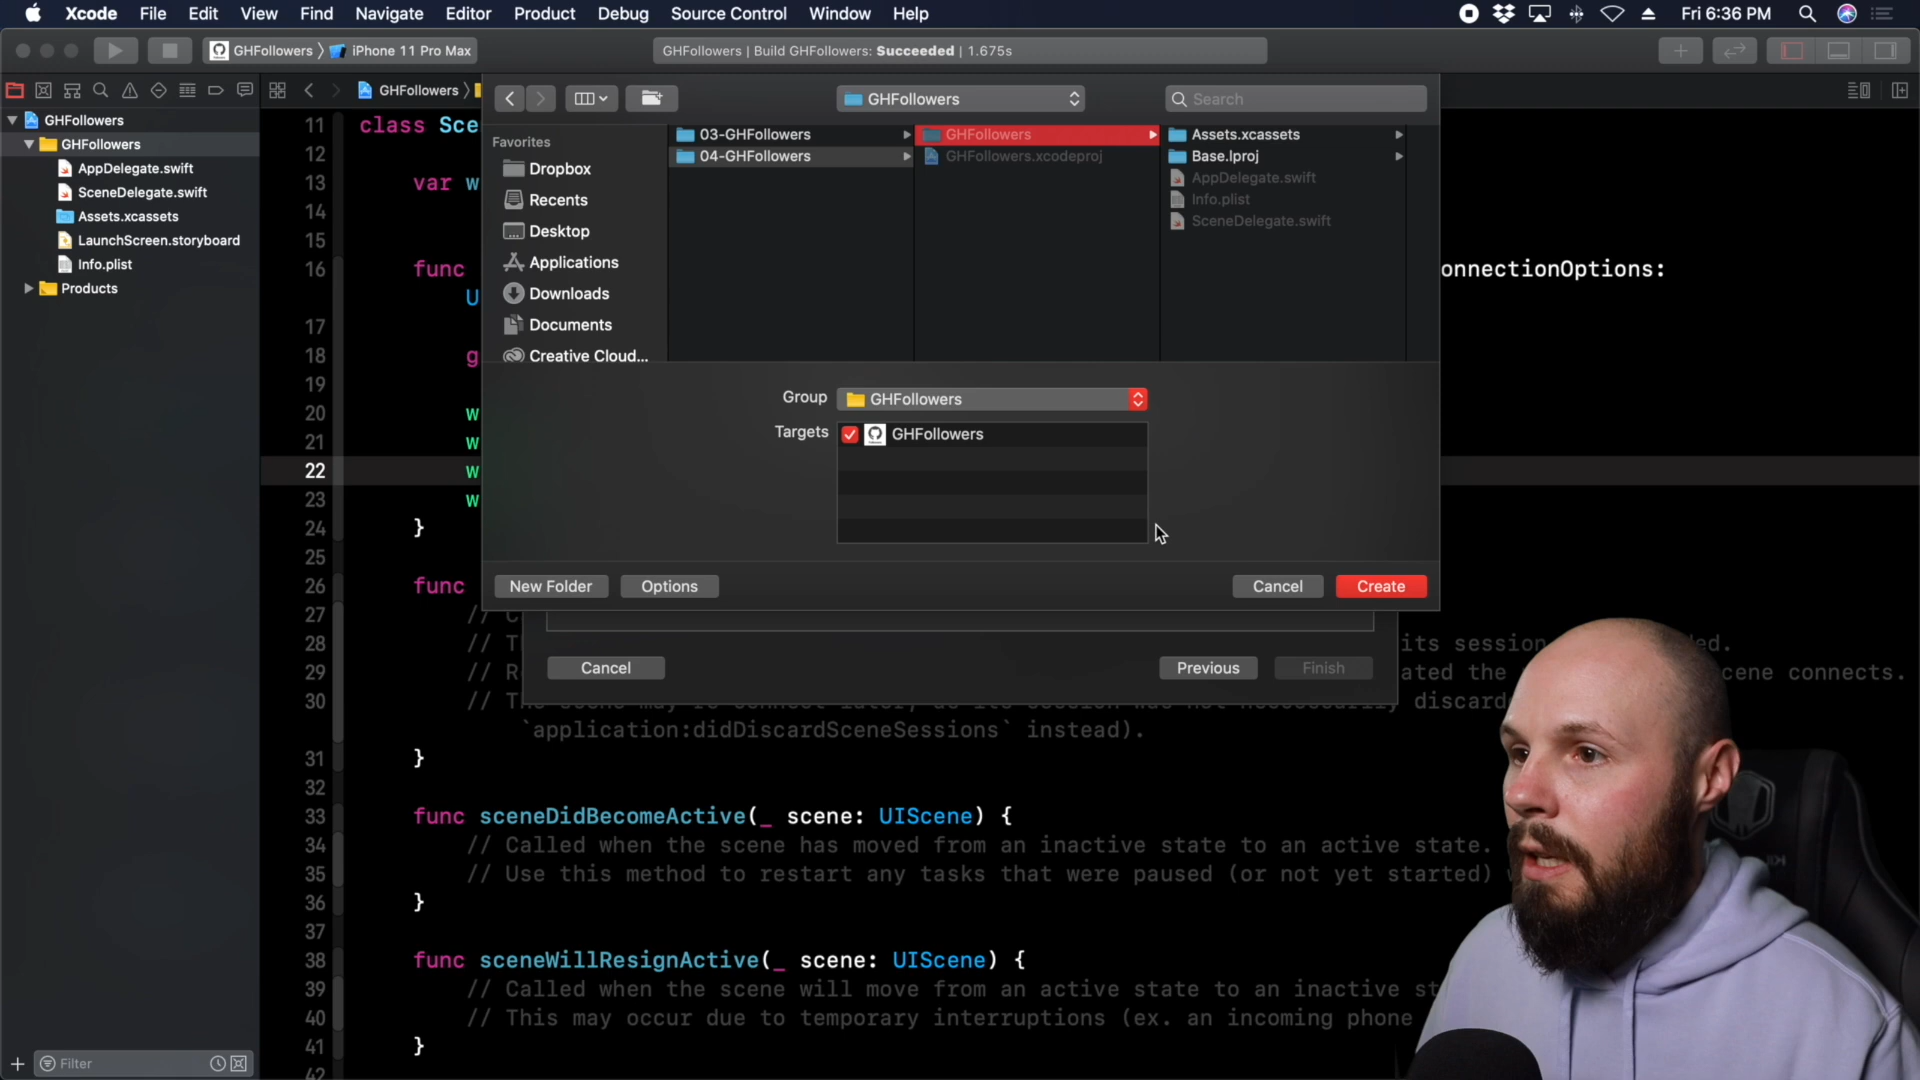 Xcode File Edit View Find Navigate Editor Product Debug Source Control Window Help Fri 6:36 PM
GHFollowers iPhone 11 Pro Max GHFollowers | Build GHFollowers: Succeeded | 1.675s
GHFollowers
GHFollowers
Search
GHFollowers
GHFollowers
AppDelegate.swift
SceneDelegate.swift
Assets.xcassets
LaunchScreen.storyboard
Info.plist
Products
Filter
Favorites
Dropbox
Recents
Desktop
Applications
Downloads
Documents
Creative Cloud...
03-GHFollowers
04-GHFollowers
GHFollowers
GHFollowers.xcodeproj
Assets.xcassets
Base.lproj
AppDelegate.swift
Info.plist
SceneDelegate.swift
Group GHFollowers
Targets GHFollowers
New Folder Options Cancel Create
Cancel Previous Finish
11 class Sce
12
13 var w
14
15
16 func onnectionOptions:
U
17
18 g
19
20 w
21 w
22 w
23 w
24 }
25
26 func
27 //
28 // its session
29 // ated the cene connects.
30 // discard
`application:didDiscardSceneSessions` instead).
31 }
32
33 func sceneDidBecomeActive(_ scene: UIScene) {
34 // Called when the scene has moved from an inactive state to an active state.
35 // Use this method to restart any tasks that were paused (or not yet started)
36 }
37
38 func sceneWillResignActive(_ scene: UIScene) {
39 // Called when the scene will move from an active state to an inactive st
40 // This may occur due to temporary interruptions (ex. an incoming phone
41 }
42